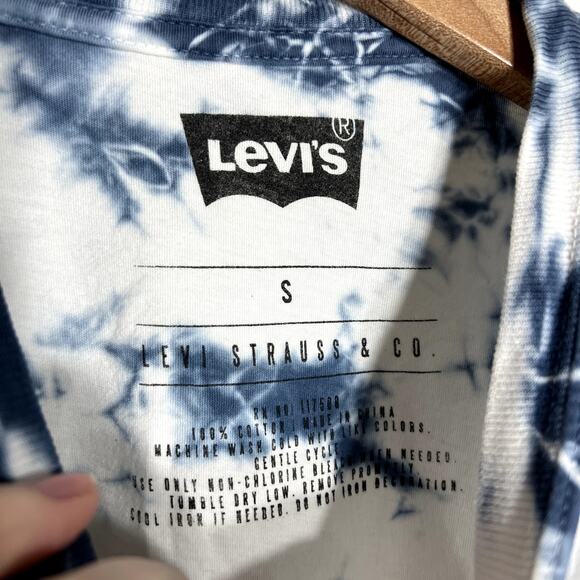 LEVI'S®
S
LEVI STRAUSS & CO.
RN NO: 117500
100% COTTON | MADE IN CHINA
MACHINE WASH COLD WITH LIKE COLORS.
GENTLE CYCLE. WHEN NEEDED.
USE ONLY NON-CHLORINE BLEACH. REMOVE PROMPTLY.
TUMBLE DRY LOW. DO NOT IRON DECORATION.
COOL IRON IF NEEDED.